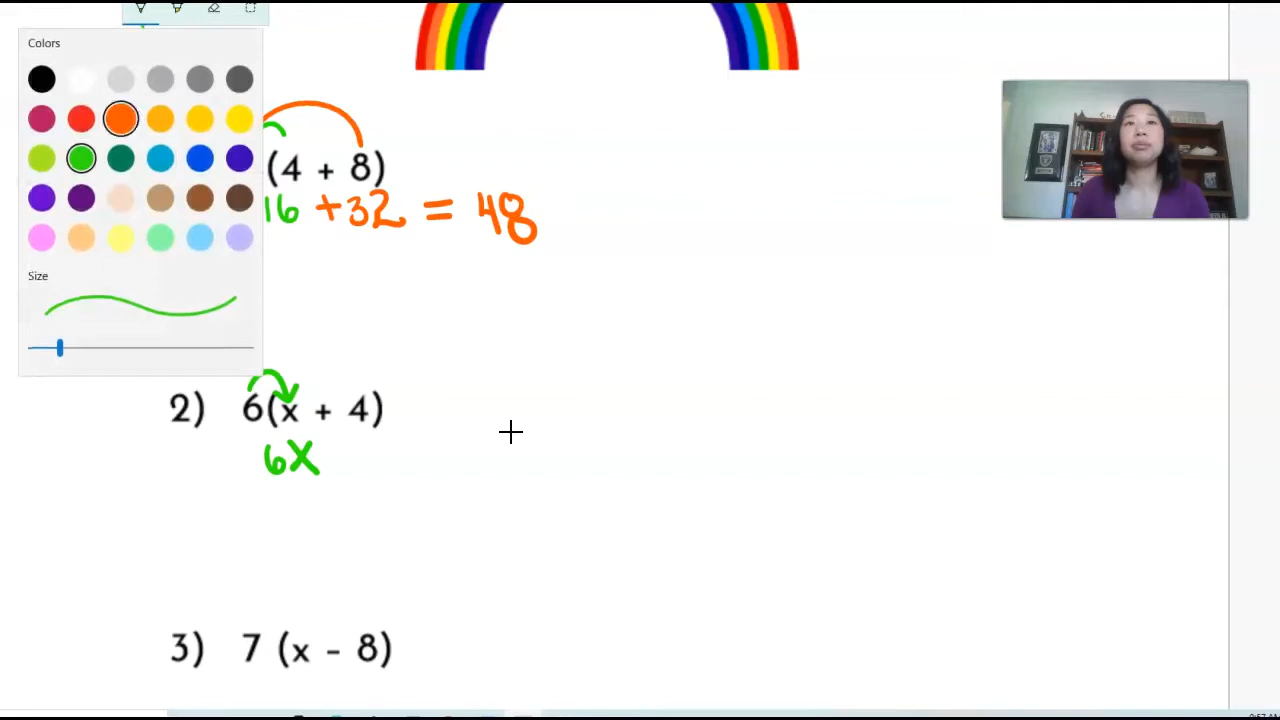 Colors
(4 + 8)
16 + 32 = 48
Size
2) 6(x + 4)
6x
3) 7 (x - 8)